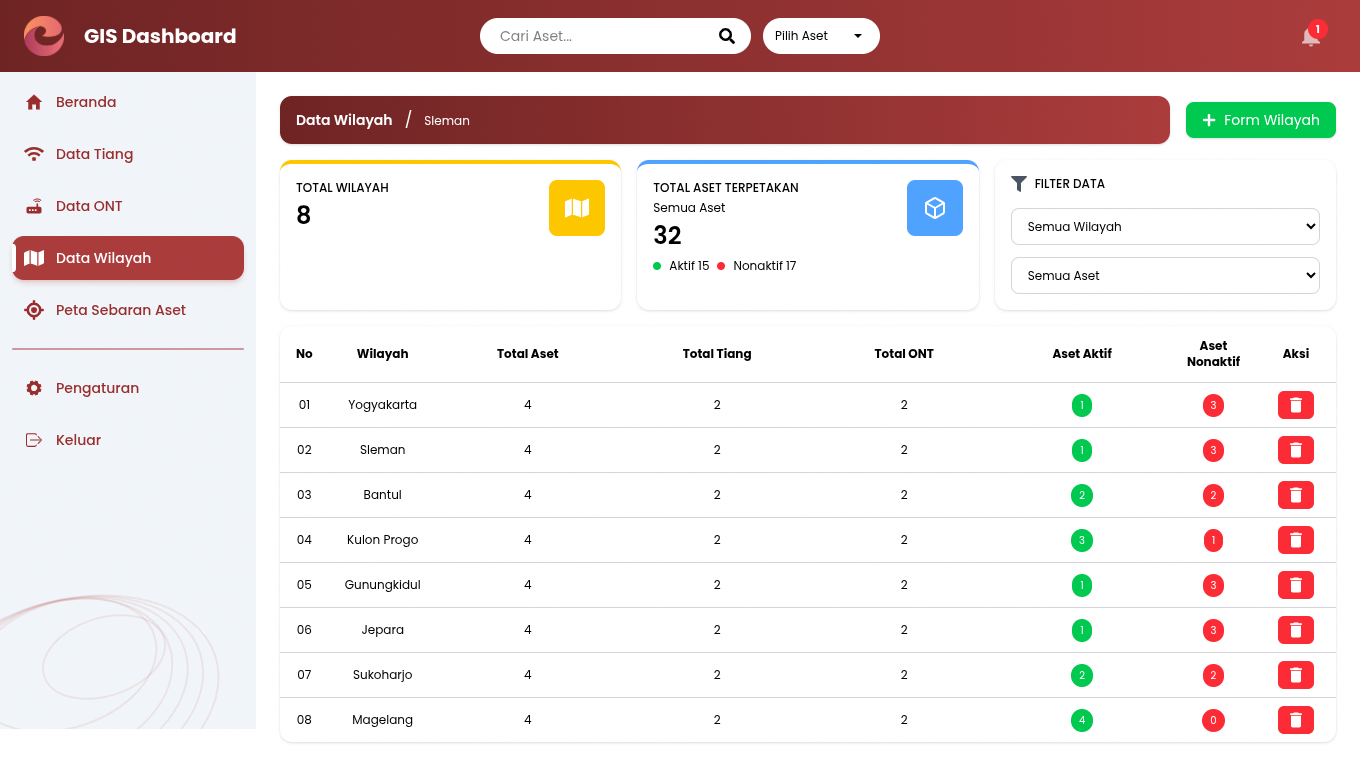 GIS Dashboard
Cari Aset...
Pilih Aset
1
Beranda
Data Tiang
Data ONT
Data Wilayah
Peta Sebaran Aset
Pengaturan
Keluar
Data Wilayah / Sleman
Form Wilayah
TOTAL WILAYAH
8
TOTAL ASET TERPETAKAN
Semua Aset
32
Aktif 15 Nonaktif 17
FILTER DATA
Semua Wilayah
Semua Aset
No Wilayah Total Aset Total Tiang Total ONT Aset Aktif Aset Nonaktif Aksi
01 Yogyakarta 4 2 2 1 3
02 Sleman 4 2 2 1 3
03 Bantul 4 2 2 2 2
04 Kulon Progo 4 2 2 3 1
05 Gunungkidul 4 2 2 1 3
06 Jepara 4 2 2 1 3
07 Sukoharjo 4 2 2 2 2
08 Magelang 4 2 2 4 0